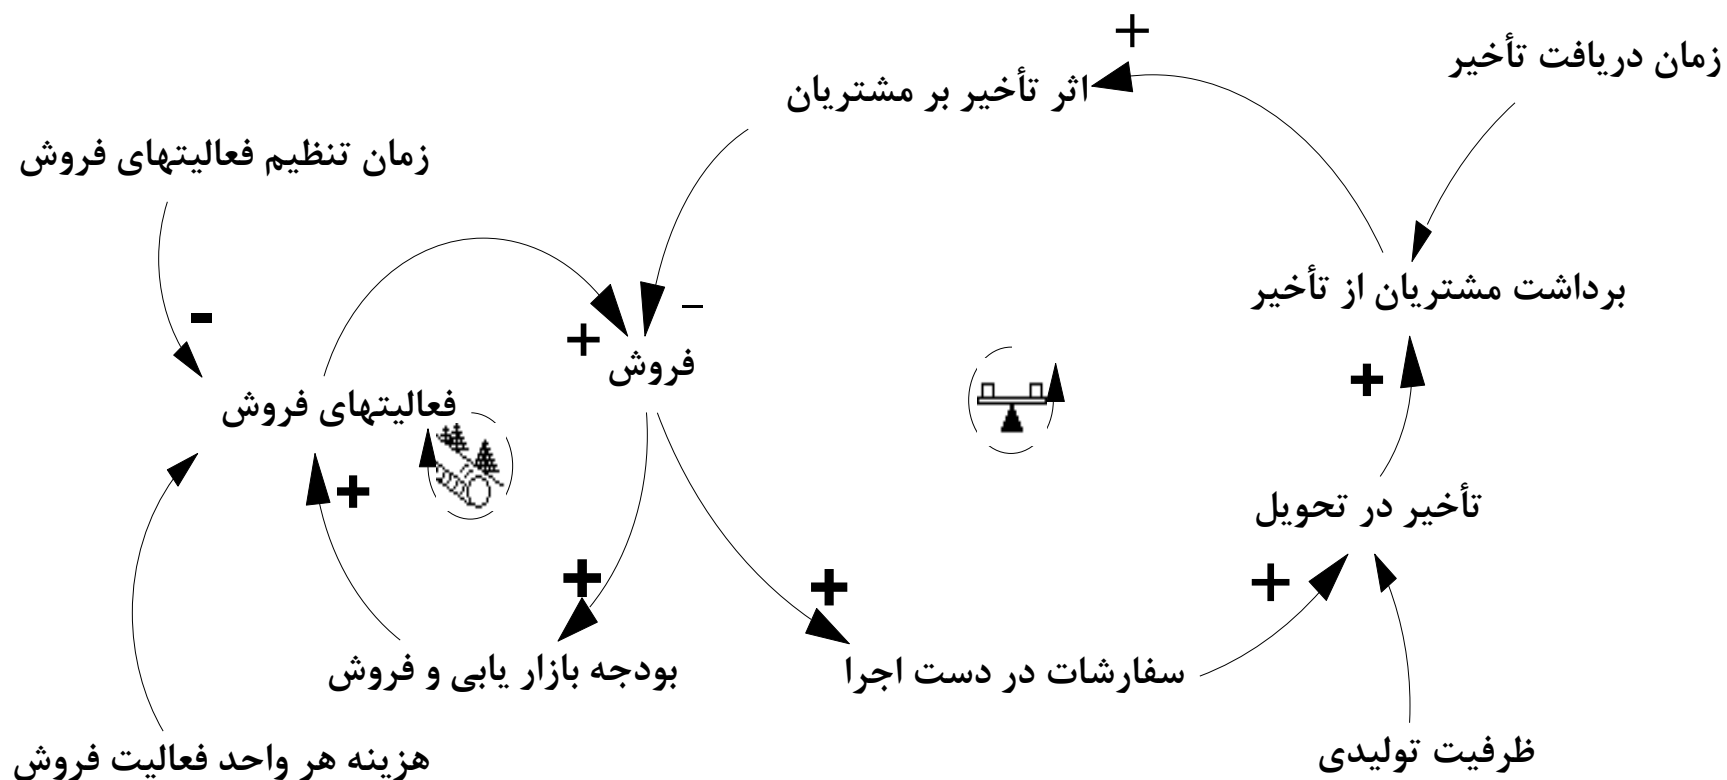 +
زمان دریافت تأخیر
اثر تأخیر بر مشتریان
زمان تنظیم فعالیتهای فروش
برداشت مشتریان از تأخیر
-
–
+
فروش
+
فعالیتهای فروش
+
تأخیر در تحویل
+
+
+
بودجه بازار یابی و فروش
سفارشات در دست اجرا
ظرفیت تولیدی
هزینه هر واحد فعالیت فروش